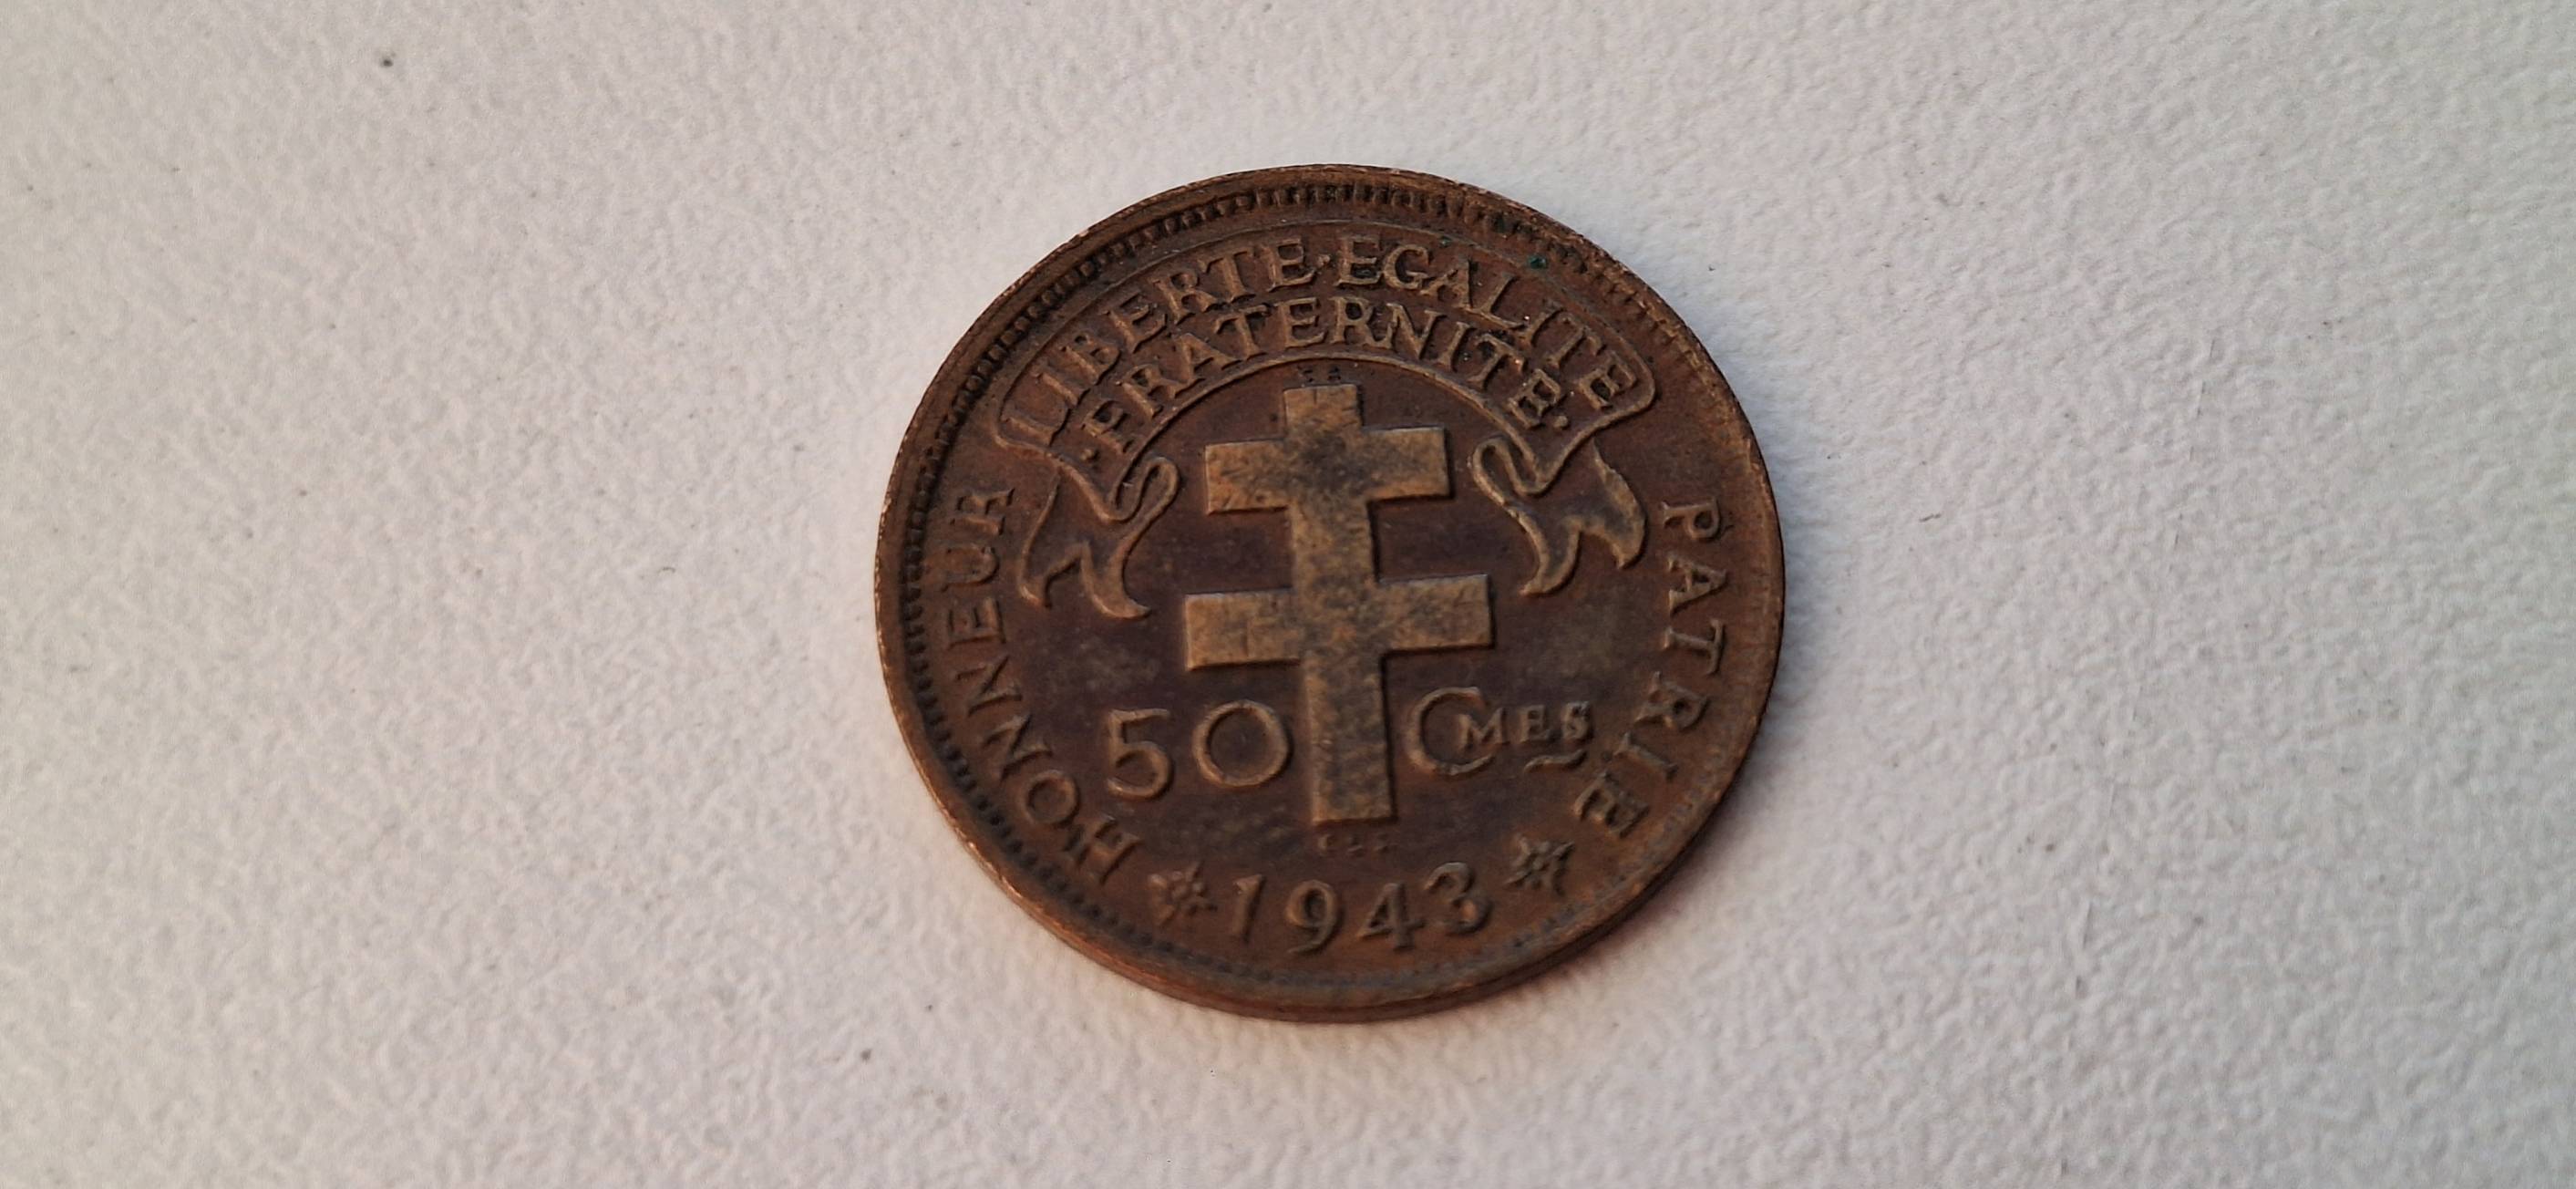 LIBERTE·EGALITE
·FRATERNITE·
HONNEUR
PATRIE
50 CMES
1943